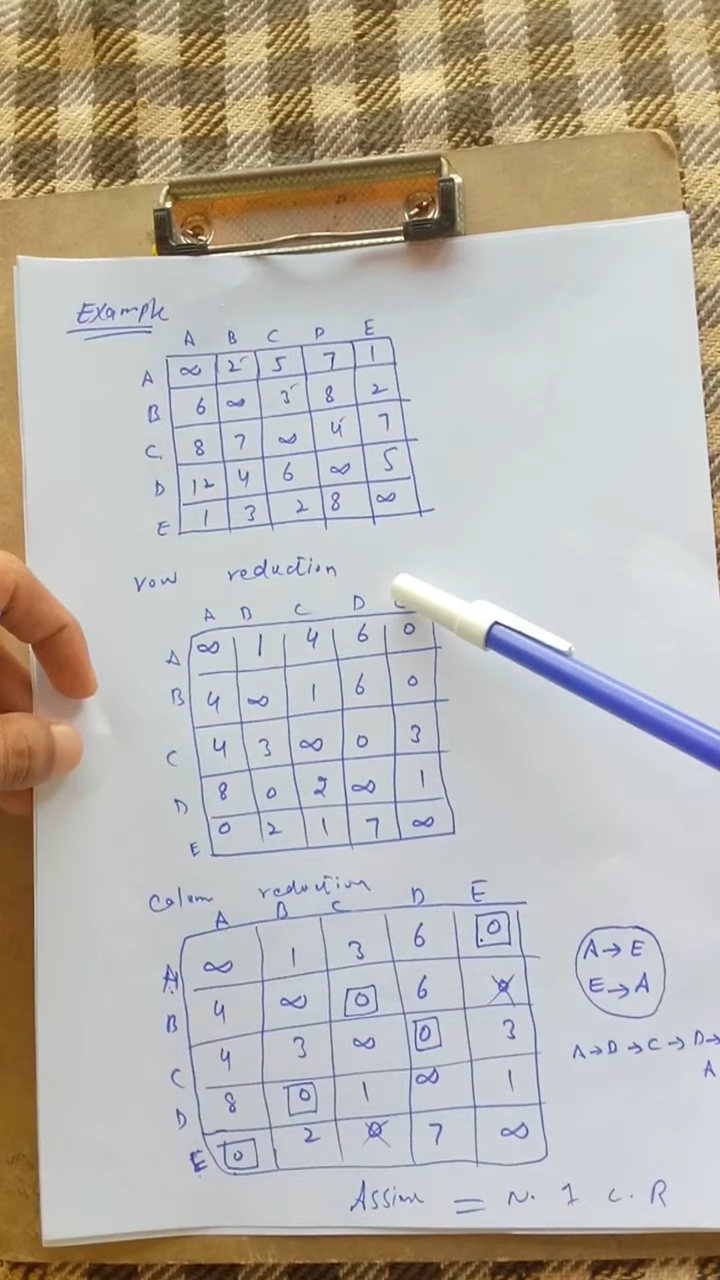 Example
A B C D E
A ∞ 2 5 7 1
B 6 ∞ 3 8 2
C 8 7 ∞ 4 7
D 12 4 6 ∞ 5
E 1 3 2 8 ∞
row reduction
A B C D
A ∞ 1 4 6 0
B 4 ∞ 1 6 0
C 4 3 ∞ 0 3
D 8 0 2 ∞ 1
E 0 2 1 7 ∞
Colum reduction
A B C D E
A ∞ 1 3 6 0
B 4 ∞ 0 6 0
C 4 3 ∞ 0 3
D 8 0 1 ∞ 1
E 0 2 0 7 ∞
A→E
E→A
A→D→C→D→
A
= N. I C. R